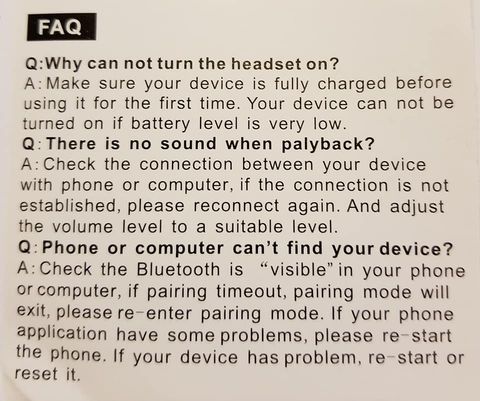 FAQ
Q:Why can not turn the headset on?
A:Make sure your device is fully charged before
using it for the first time. Your device can not be
turned on if battery level is very low.
Q:There is no sound when palyback?
A:Check the connection between your device
with phone or computer, if the connection is not
established, please reconnect again. And adjust
the volume level to a suitable level.
Q:Phone or computer can't find your device?
A:Check the Bluetooth is “visible” in your phone
or computer, if pairing timeout, pairing mode will
exit, please re-enter pairing mode. If your phone
application have some problems, please re-start
the phone. If your device has problem, re-start or
reset it.